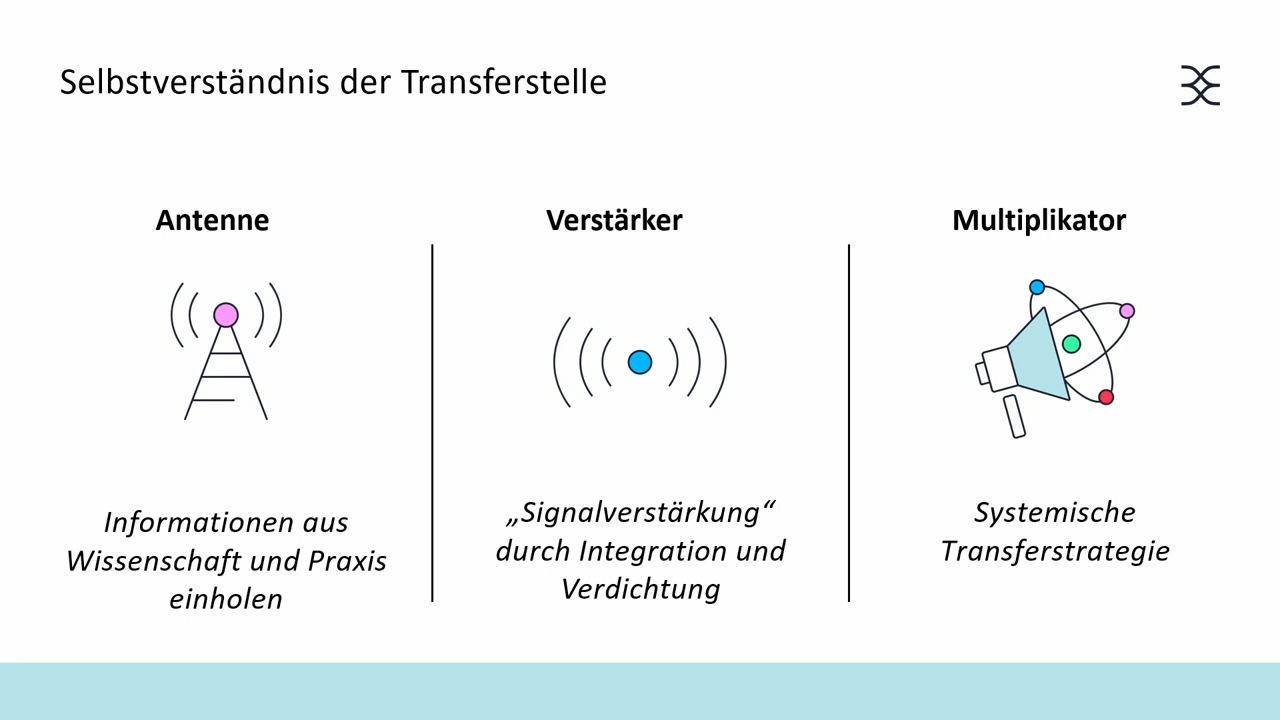 Selbstverständnis der Transferstelle
Antenne
Informationen aus
Wissenschaft und Praxis
einholen
Verstärker
„Signalverstärkung“
durch Integration und
Verdichtung
Multiplikator
Systemische
Transferstrategie